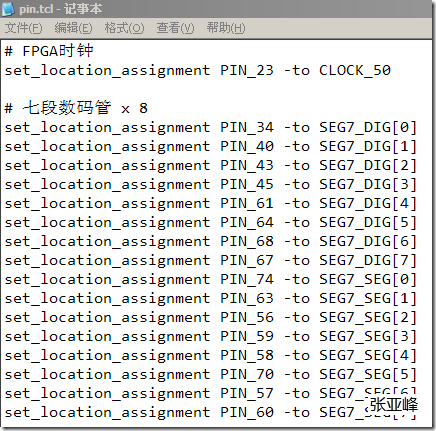 pin.tcl - 记事本
文件(F) 编辑(E) 格式(O) 查看(V) 帮助(H)
# FPGA时钟
set_location_assignment PIN_23 -to CLOCK_50
# 七段数码管 x 8
set_location_assignment PIN_34 -to SEG7_DIG[0]
set_location_assignment PIN_40 -to SEG7_DIG[1]
set_location_assignment PIN_43 -to SEG7_DIG[2]
set_location_assignment PIN_45 -to SEG7_DIG[3]
set_location_assignment PIN_61 -to SEG7_DIG[4]
set_location_assignment PIN_64 -to SEG7_DIG[5]
set_location_assignment PIN_68 -to SEG7_DIG[6]
set_location_assignment PIN_67 -to SEG7_DIG[7]
set_location_assignment PIN_74 -to SEG7_SEG[0]
set_location_assignment PIN_63 -to SEG7_SEG[1]
set_location_assignment PIN_56 -to SEG7_SEG[2]
set_location_assignment PIN_59 -to SEG7_SEG[3]
set_location_assignment PIN_58 -to SEG7_SEG[4]
set_location_assignment PIN_70 -to SEG7_SEG[5]
set_location_assignment PIN_57 -to SEG7_SEG[6]
set_location_assignment PIN_60 -to SEG7_SEG[7]
张亚峰